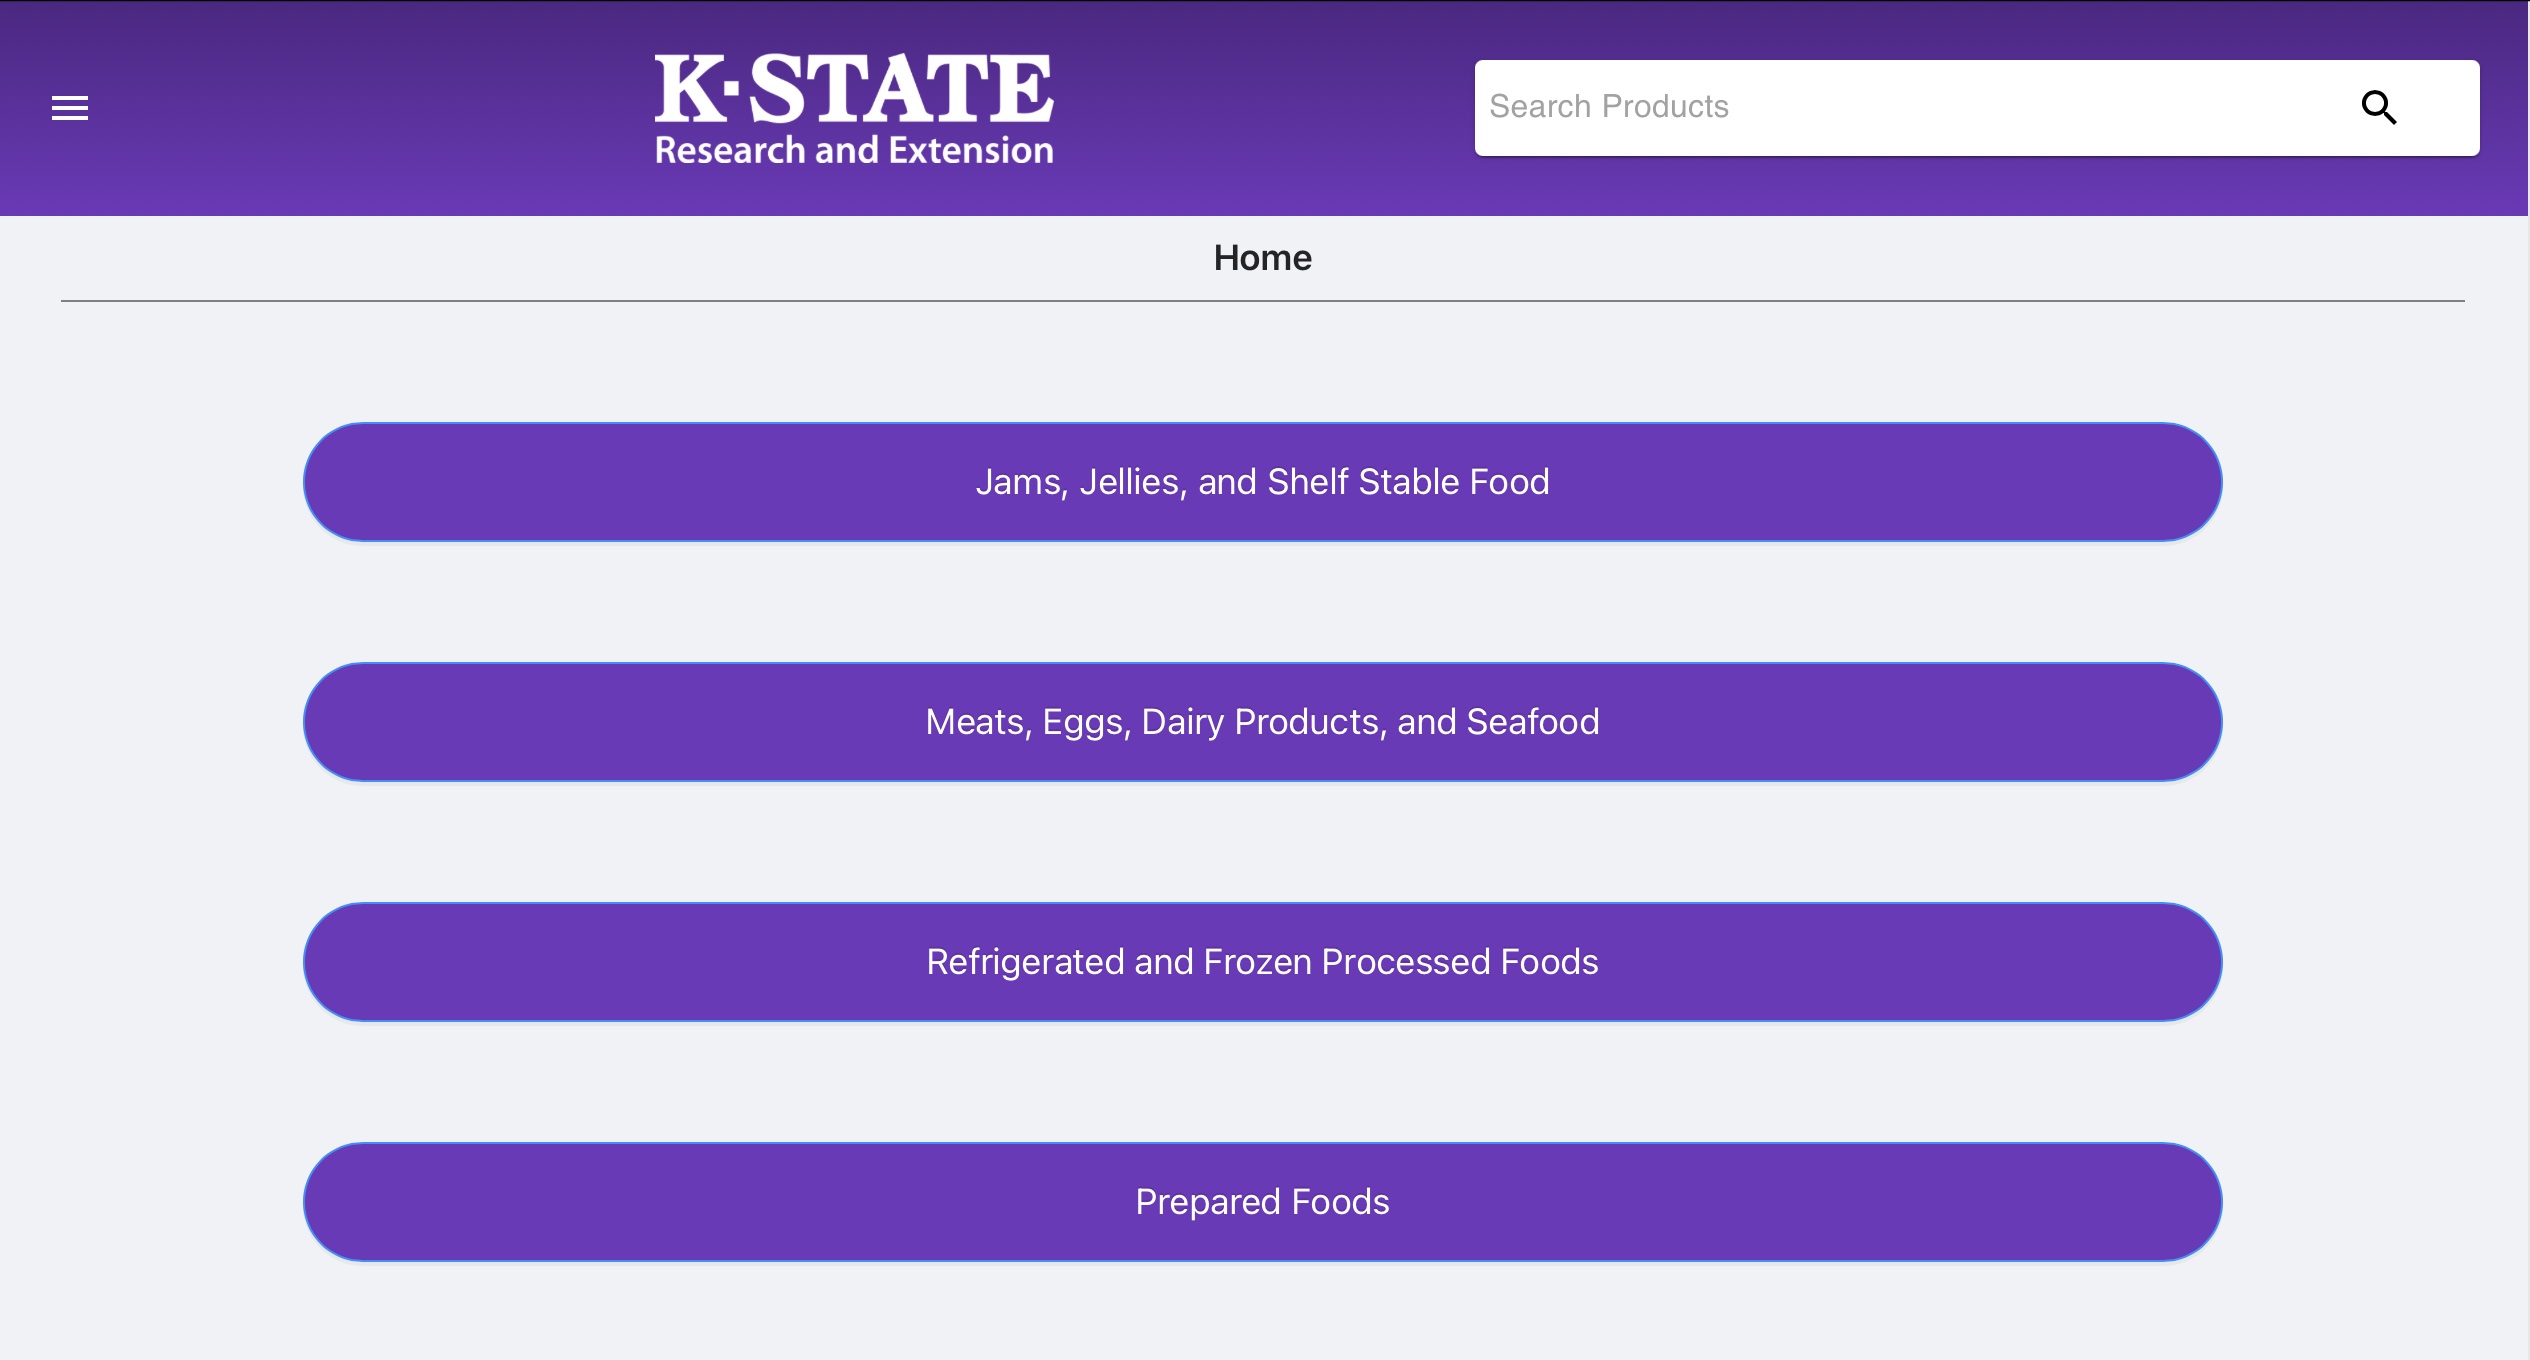 K·STATE
Research and Extension
Search Products
Home
Jams, Jellies, and Shelf Stable Food
Meats, Eggs, Dairy Products, and Seafood
Refrigerated and Frozen Processed Foods
Prepared Foods